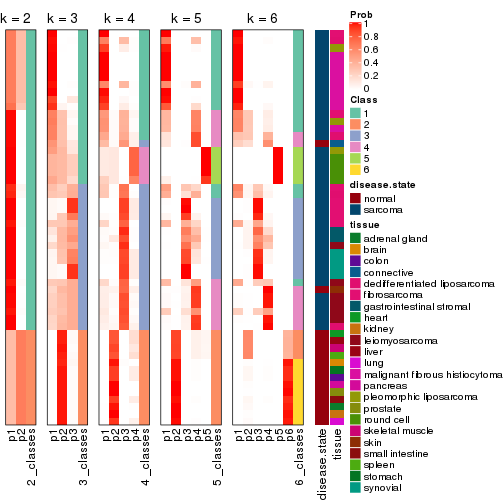 k = 2
k = 3
k = 4
k = 5
k = 6
p1
p2
2_classes
p1
p2
p3
3_classes
p1
p2
p3
p4
4_classes
p1
p2
p3
p4
p5
5_classes
p1
p2
p3
p4
p5
p6
6_classes
disease.state
tissue
Prob
1
0.8
0.6
0.4
0.2
0
Class
1
2
3
4
5
6
disease.state
normal
sarcoma
tissue
adrenal gland
brain
colon
connective
dedifferentiated liposarcoma
fibrosarcoma
gastrointestinal stromal
heart
kidney
leiomyosarcoma
liver
lung
malignant fibrous histiocytoma
pancreas
pleomorphic liposarcoma
prostate
round cell
skeletal muscle
skin
small intestine
spleen
stomach
synovial